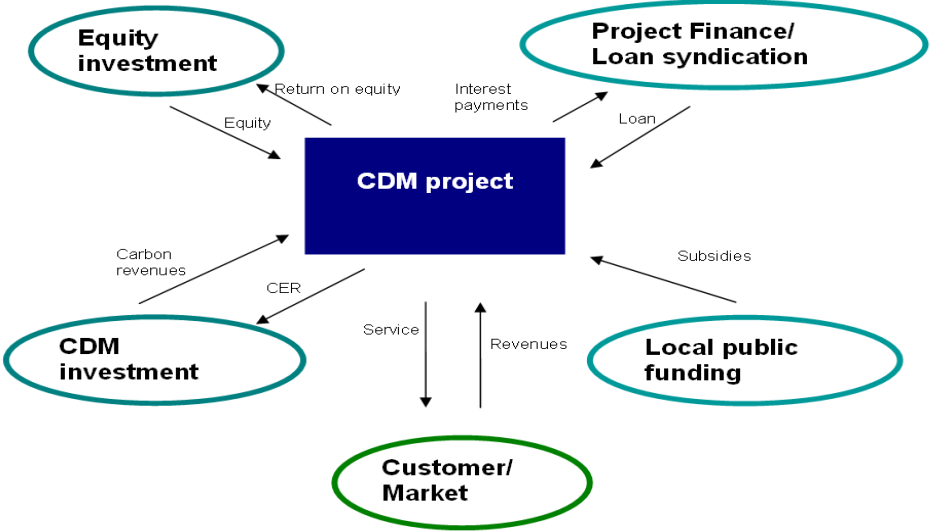 Equity
investment
Project Finance/
Loan syndication
Return on equity
Interest
payments
Equity
Loan
CDM project
Carbon
revenues
Subsidies
CER
Service
Revenues
CDM
investment
Local public
funding
Customer/
Market